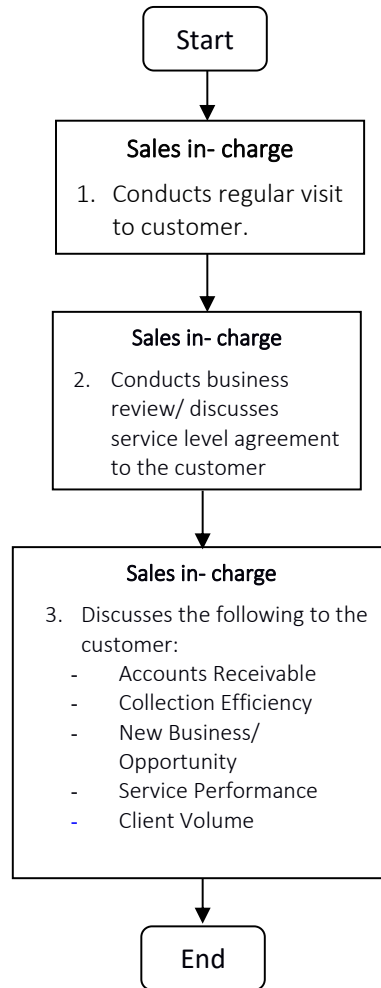 Start
Sales in- charge
1. Conducts regular visit
to customer.
Sales in- charge
2. Conducts business
review/ discusses
service level agreement
to the customer
Sales in- charge
3. Discusses the following to the
customer:
- Accounts Receivable
- Collection Efficiency
- New Business/
Opportunity
- Service Performance
- Client Volume
End